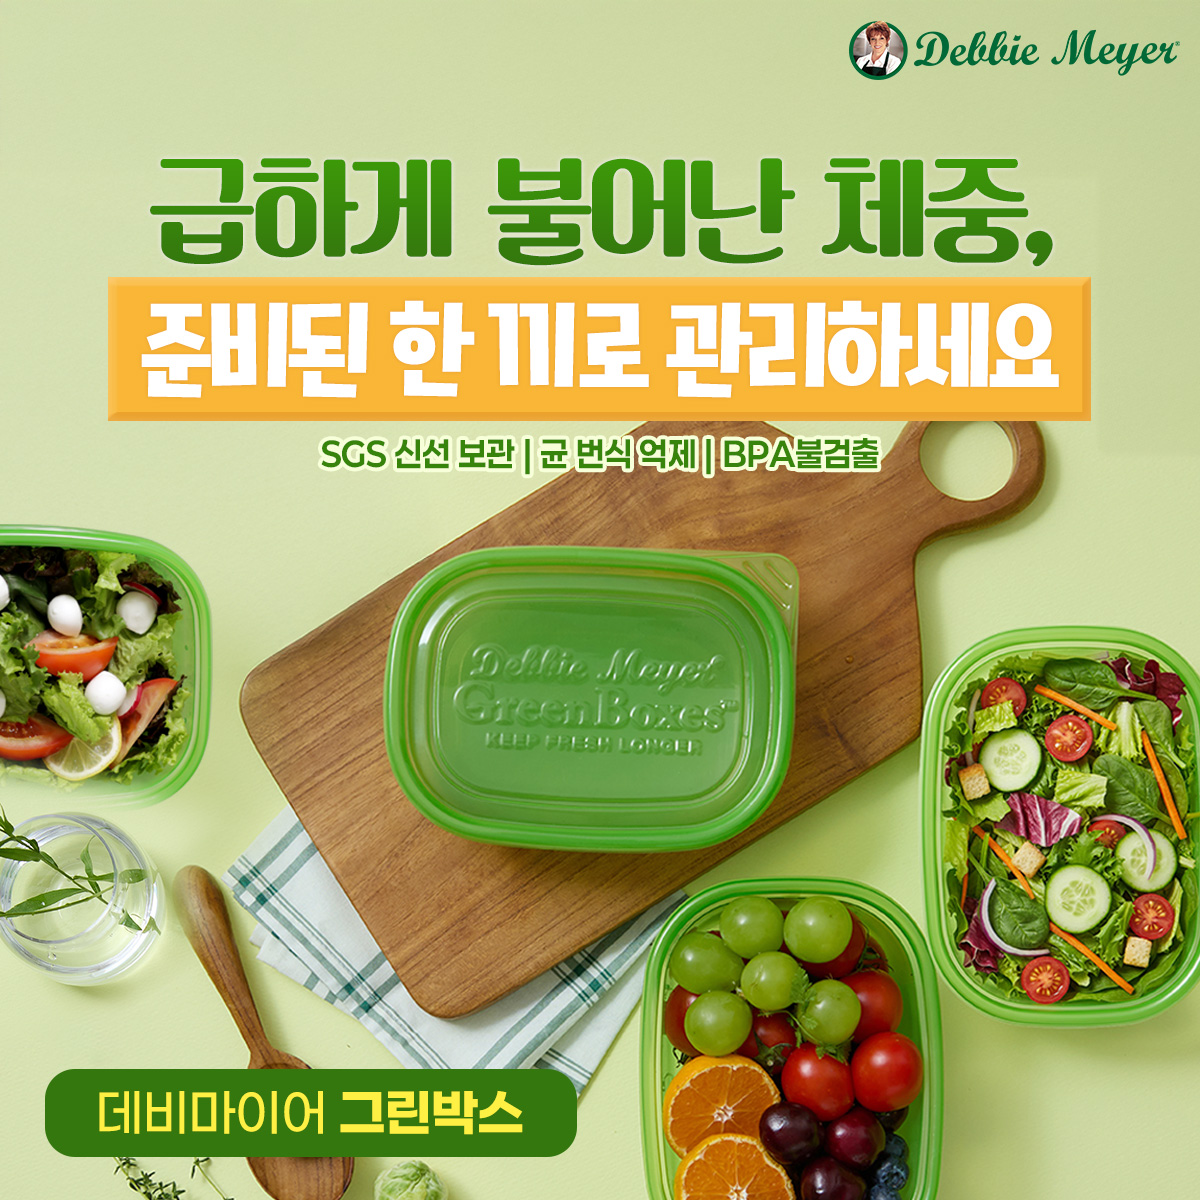 Debbie Meyer®
급하게 불어난 체중,
준비된 한 끼로 관리하세요
SGS 신선 보관 | 균 번식 억제 | BPA불검출
Debbie Meyer
GreenBoxes™
KEEP FRESH LONGER
데비마이어 그린박스